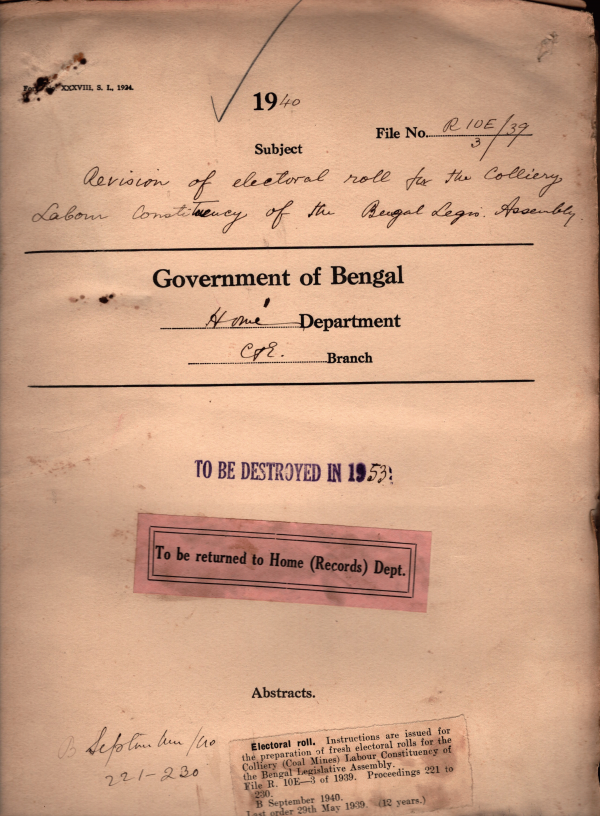 XXXVIII, S. L., 1924.
1940
File No. R 10E/39
3
Subject
Revision of electoral roll for the Colliery
Labour Constituency of the Bengal Legis. Assembly.
Government of Bengal
Home Department
C&E. Branch
TO BE DESTROYED IN 1953
To be returned to Home (Records) Dept.
Abstracts.
B September/40
221-230
Electoral roll. Instructions are issued for
the preparation of fresh electoral rolls for the
Colliery (Coal Mines) Labour Constituency of
the Bengal Legislative Assembly.
File R. 10E—3 of 1939. Proceedings 221 to
230.
B September 1940.
Last order 29th May 1939. (12 years.)